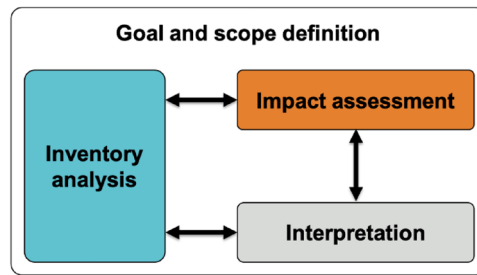 Goal and scope definition
Inventory
analysis
Impact assessment
Interpretation